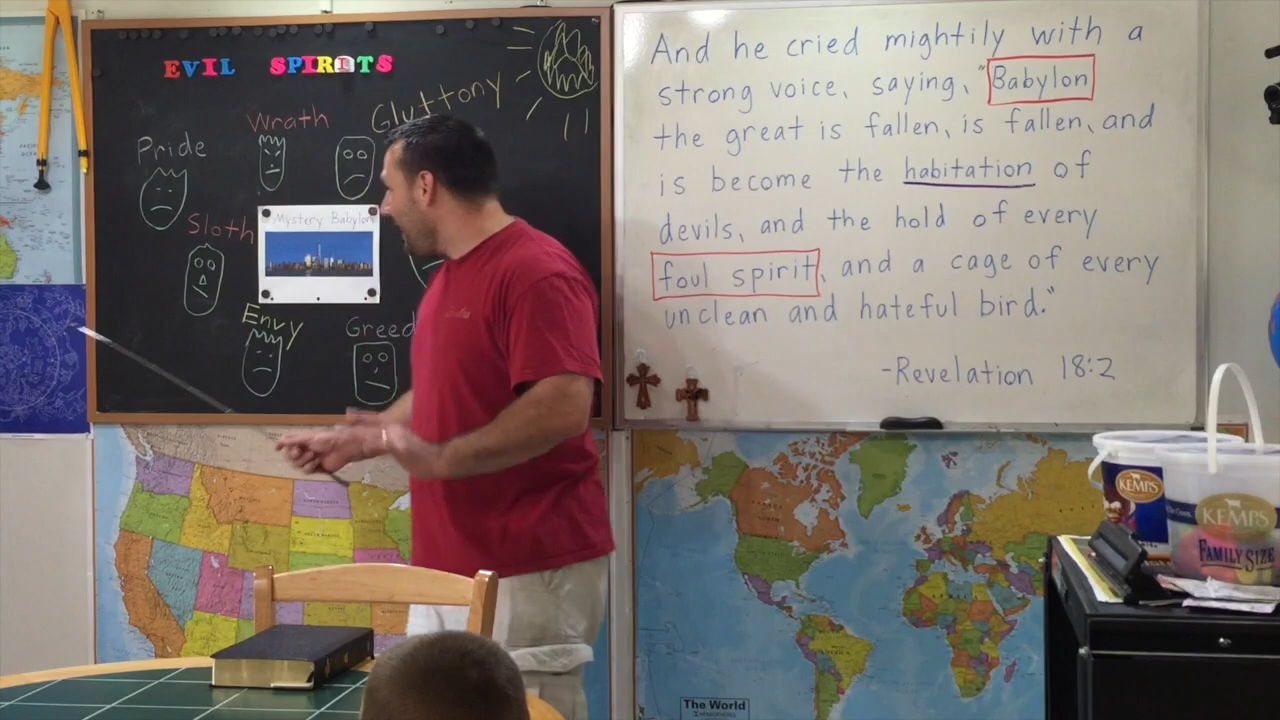 EVIL SPIRITS
Wrath
Gluttony
Pride
Sloth
Mystery Babylon
Envy
Greed
And he cried mightily with a
strong voice, saying, "Babylon
the great is fallen, is fallen, and
is become the habitation of
devils, and the hold of every
foul spirit, and a cage of every
unclean and hateful bird."
-Revelation 18:2
KEMPS
KEMPS
FAMILY SIZE
The World